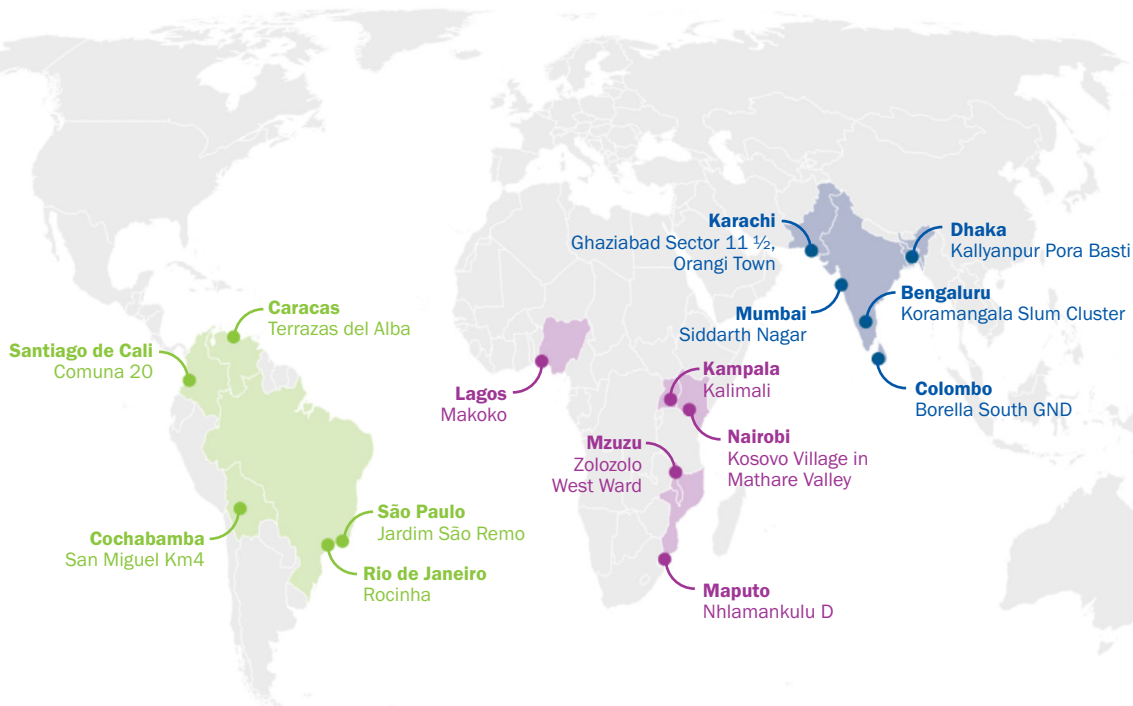 Karachi
Ghaziabad Sector 11 ½,
Orangi Town
Dhaka
Kallyanpur Pora Basti
Mumbai
Siddarth Nagar
Bengaluru
Koramangala Slum Cluster
Colombo
Borella South GND
Caracas
Terrazas del Alba
Santiago de Cali
Comuna 20
Cochabamba
San Miguel Km4
São Paulo
Jardim São Remo
Rio de Janeiro
Rocinha
Lagos
Makoko
Kampala
Kalimali
Nairobi
Kosovo Village in
Mathare Valley
Mzuzu
Zolozolo
West Ward
Maputo
Nhlamankulu D